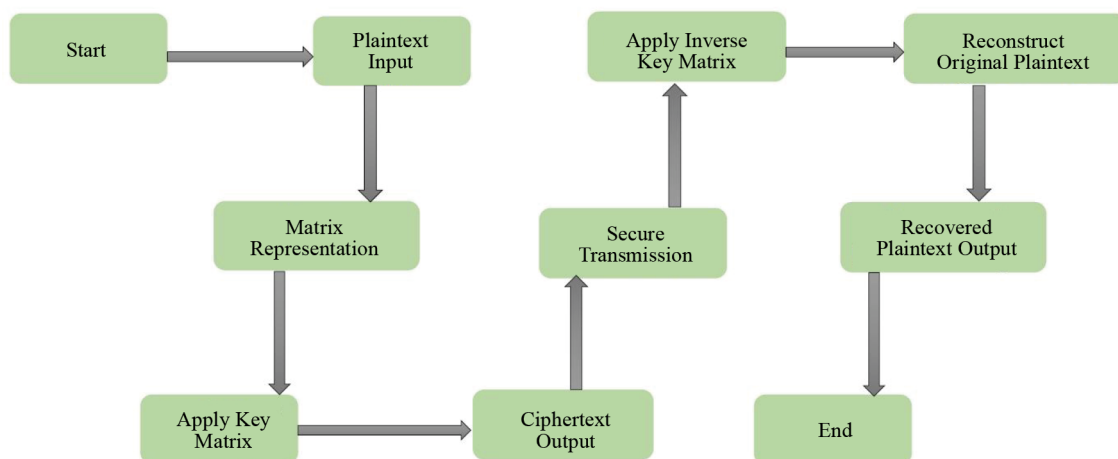 Start
Plaintext
Input
Matrix
Representation
Apply Key
Matrix
Ciphertext
Output
Secure
Transmission
Apply Inverse
Key Matrix
Reconstruct
Original Plaintext
Recovered
Plaintext Output
End